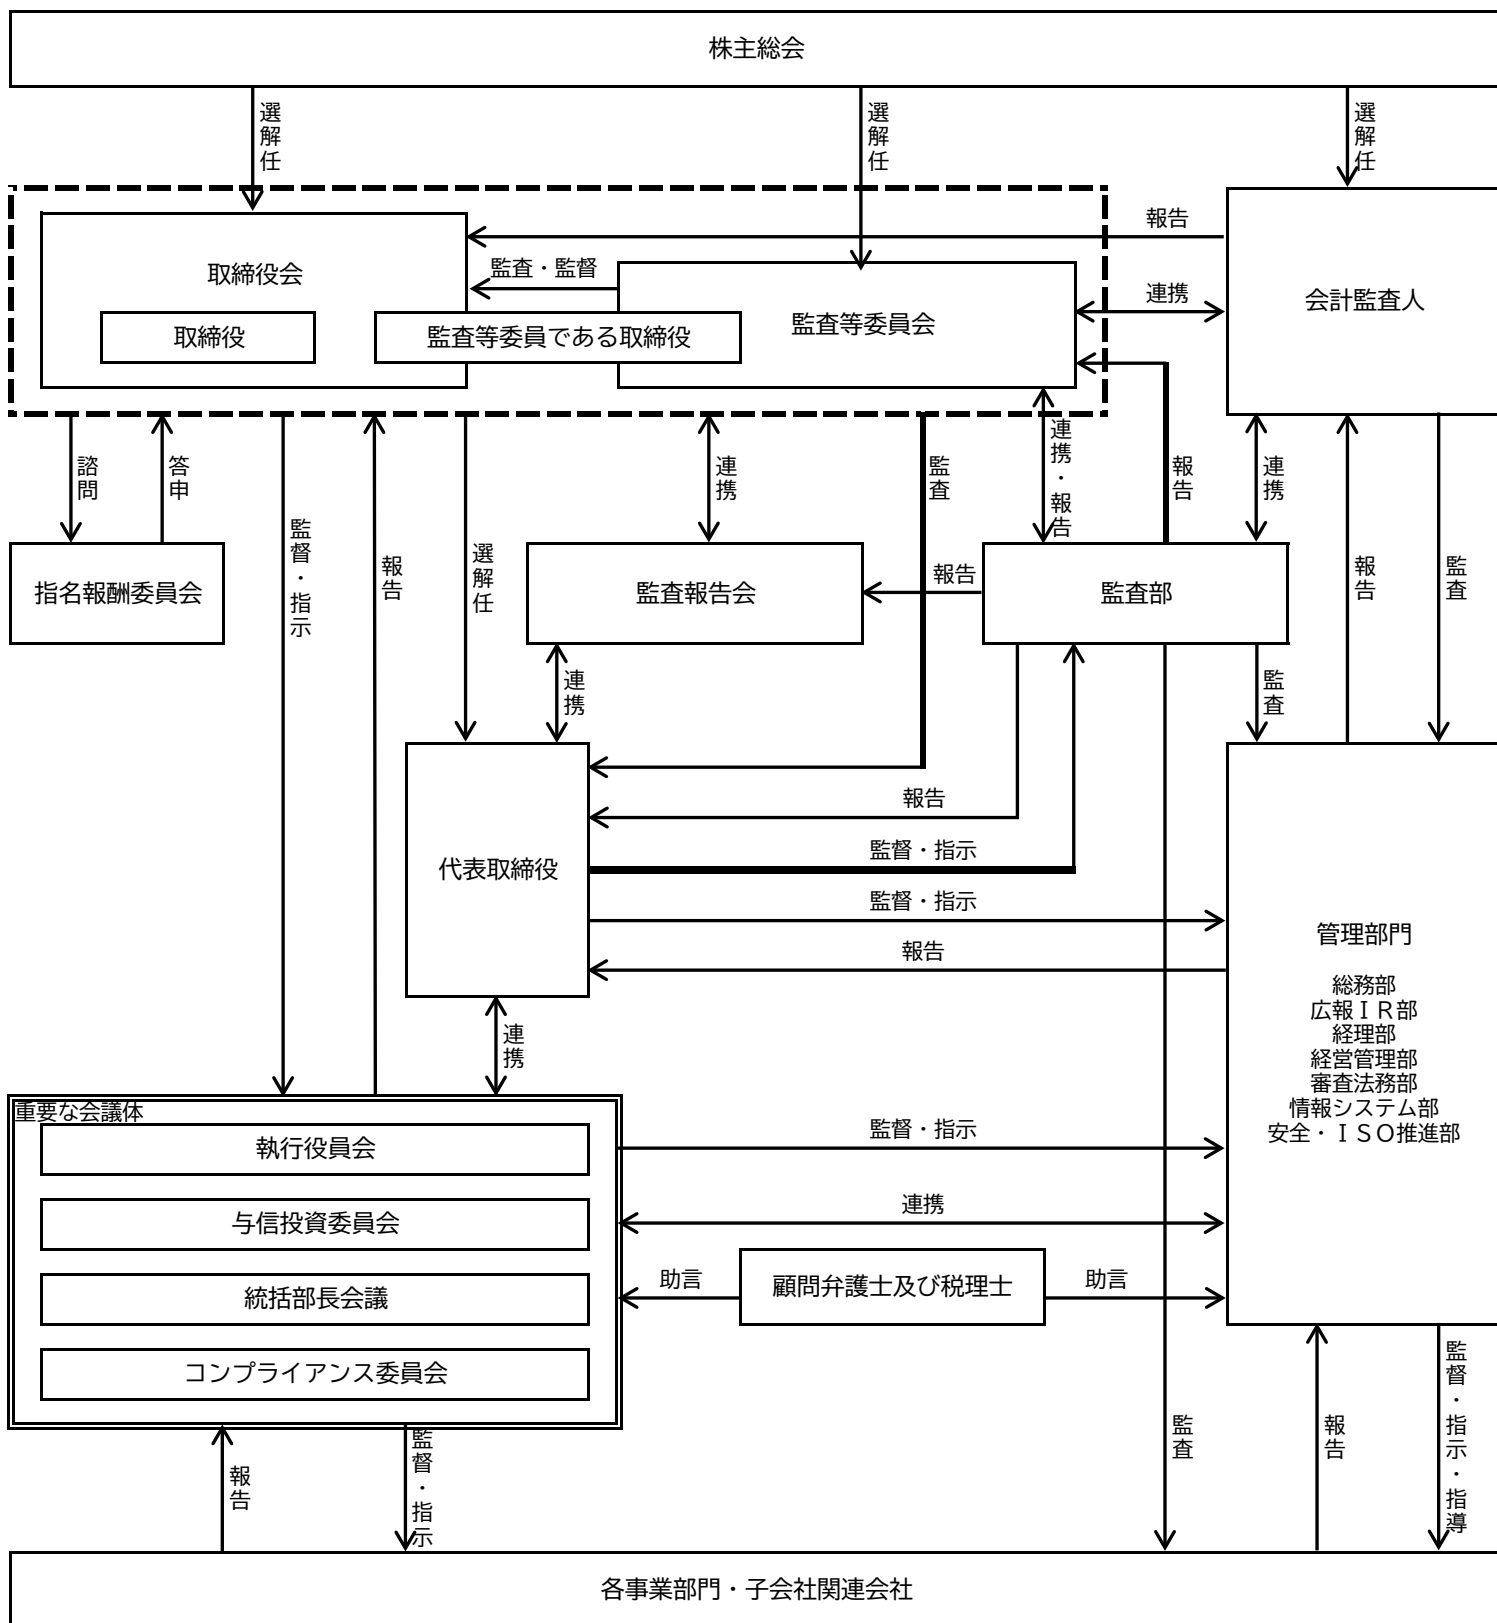 株主総会
選解任
選解任
選解任
報告
取締役会
監査・監督
監査等委員会
連携
会計監査人
取締役
監査等委員である取締役
諮問
答申
監督・指示
報告
選解任
連携
監査
連携・報告
報告
連携
報告
監査
指名報酬委員会
監査報告会
報告
監査部
連携
監査
報告
代表取締役
監督・指示
監督・指示
報告
管理部門
総務部
広報ＩＲ部
経理部
経営管理部
審査法務部
情報システム部
安全・ＩＳＯ推進部
連携
重要な会議体
執行役員会
監督・指示
与信投資委員会
連携
統括部長会議
助言
顧問弁護士及び税理士
助言
コンプライアンス委員会
報告
監督・指示
監査
報告
監督・指示・指導
各事業部門・子会社関連会社